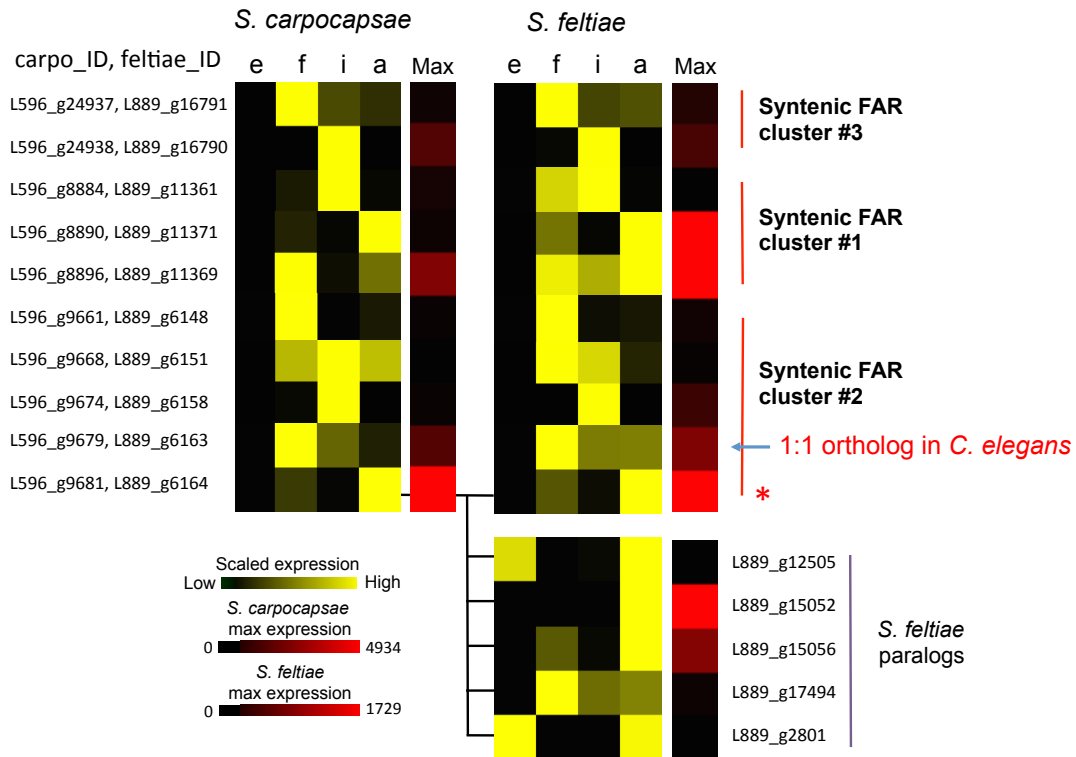 S. carpocapsae
S. feltiae
carpo_ID, feltiae_ID
e f i a Max
e f i a Max
L596_g24937, L889_g16791
L596_g24938, L889_g16790
L596_g8884, L889_g11361
L596_g8890, L889_g11371
L596_g8896, L889_g11369
L596_g9661, L889_g6148
L596_g9668, L889_g6151
L596_g9674, L889_g6158
L596_g9679, L889_g6163
L596_g9681, L889_g6164
Syntenic FAR
cluster #3
Syntenic FAR
cluster #1
Syntenic FAR
cluster #2
1:1 ortholog in C. elegans
*
Scaled expression
Low High
S. carpocapsae
max expression
0 4934
S. feltiae
max expression
0 1729
L889_g12505
L889_g15052
L889_g15056
L889_g17494
L889_g2801
S. feltiae
paralogs